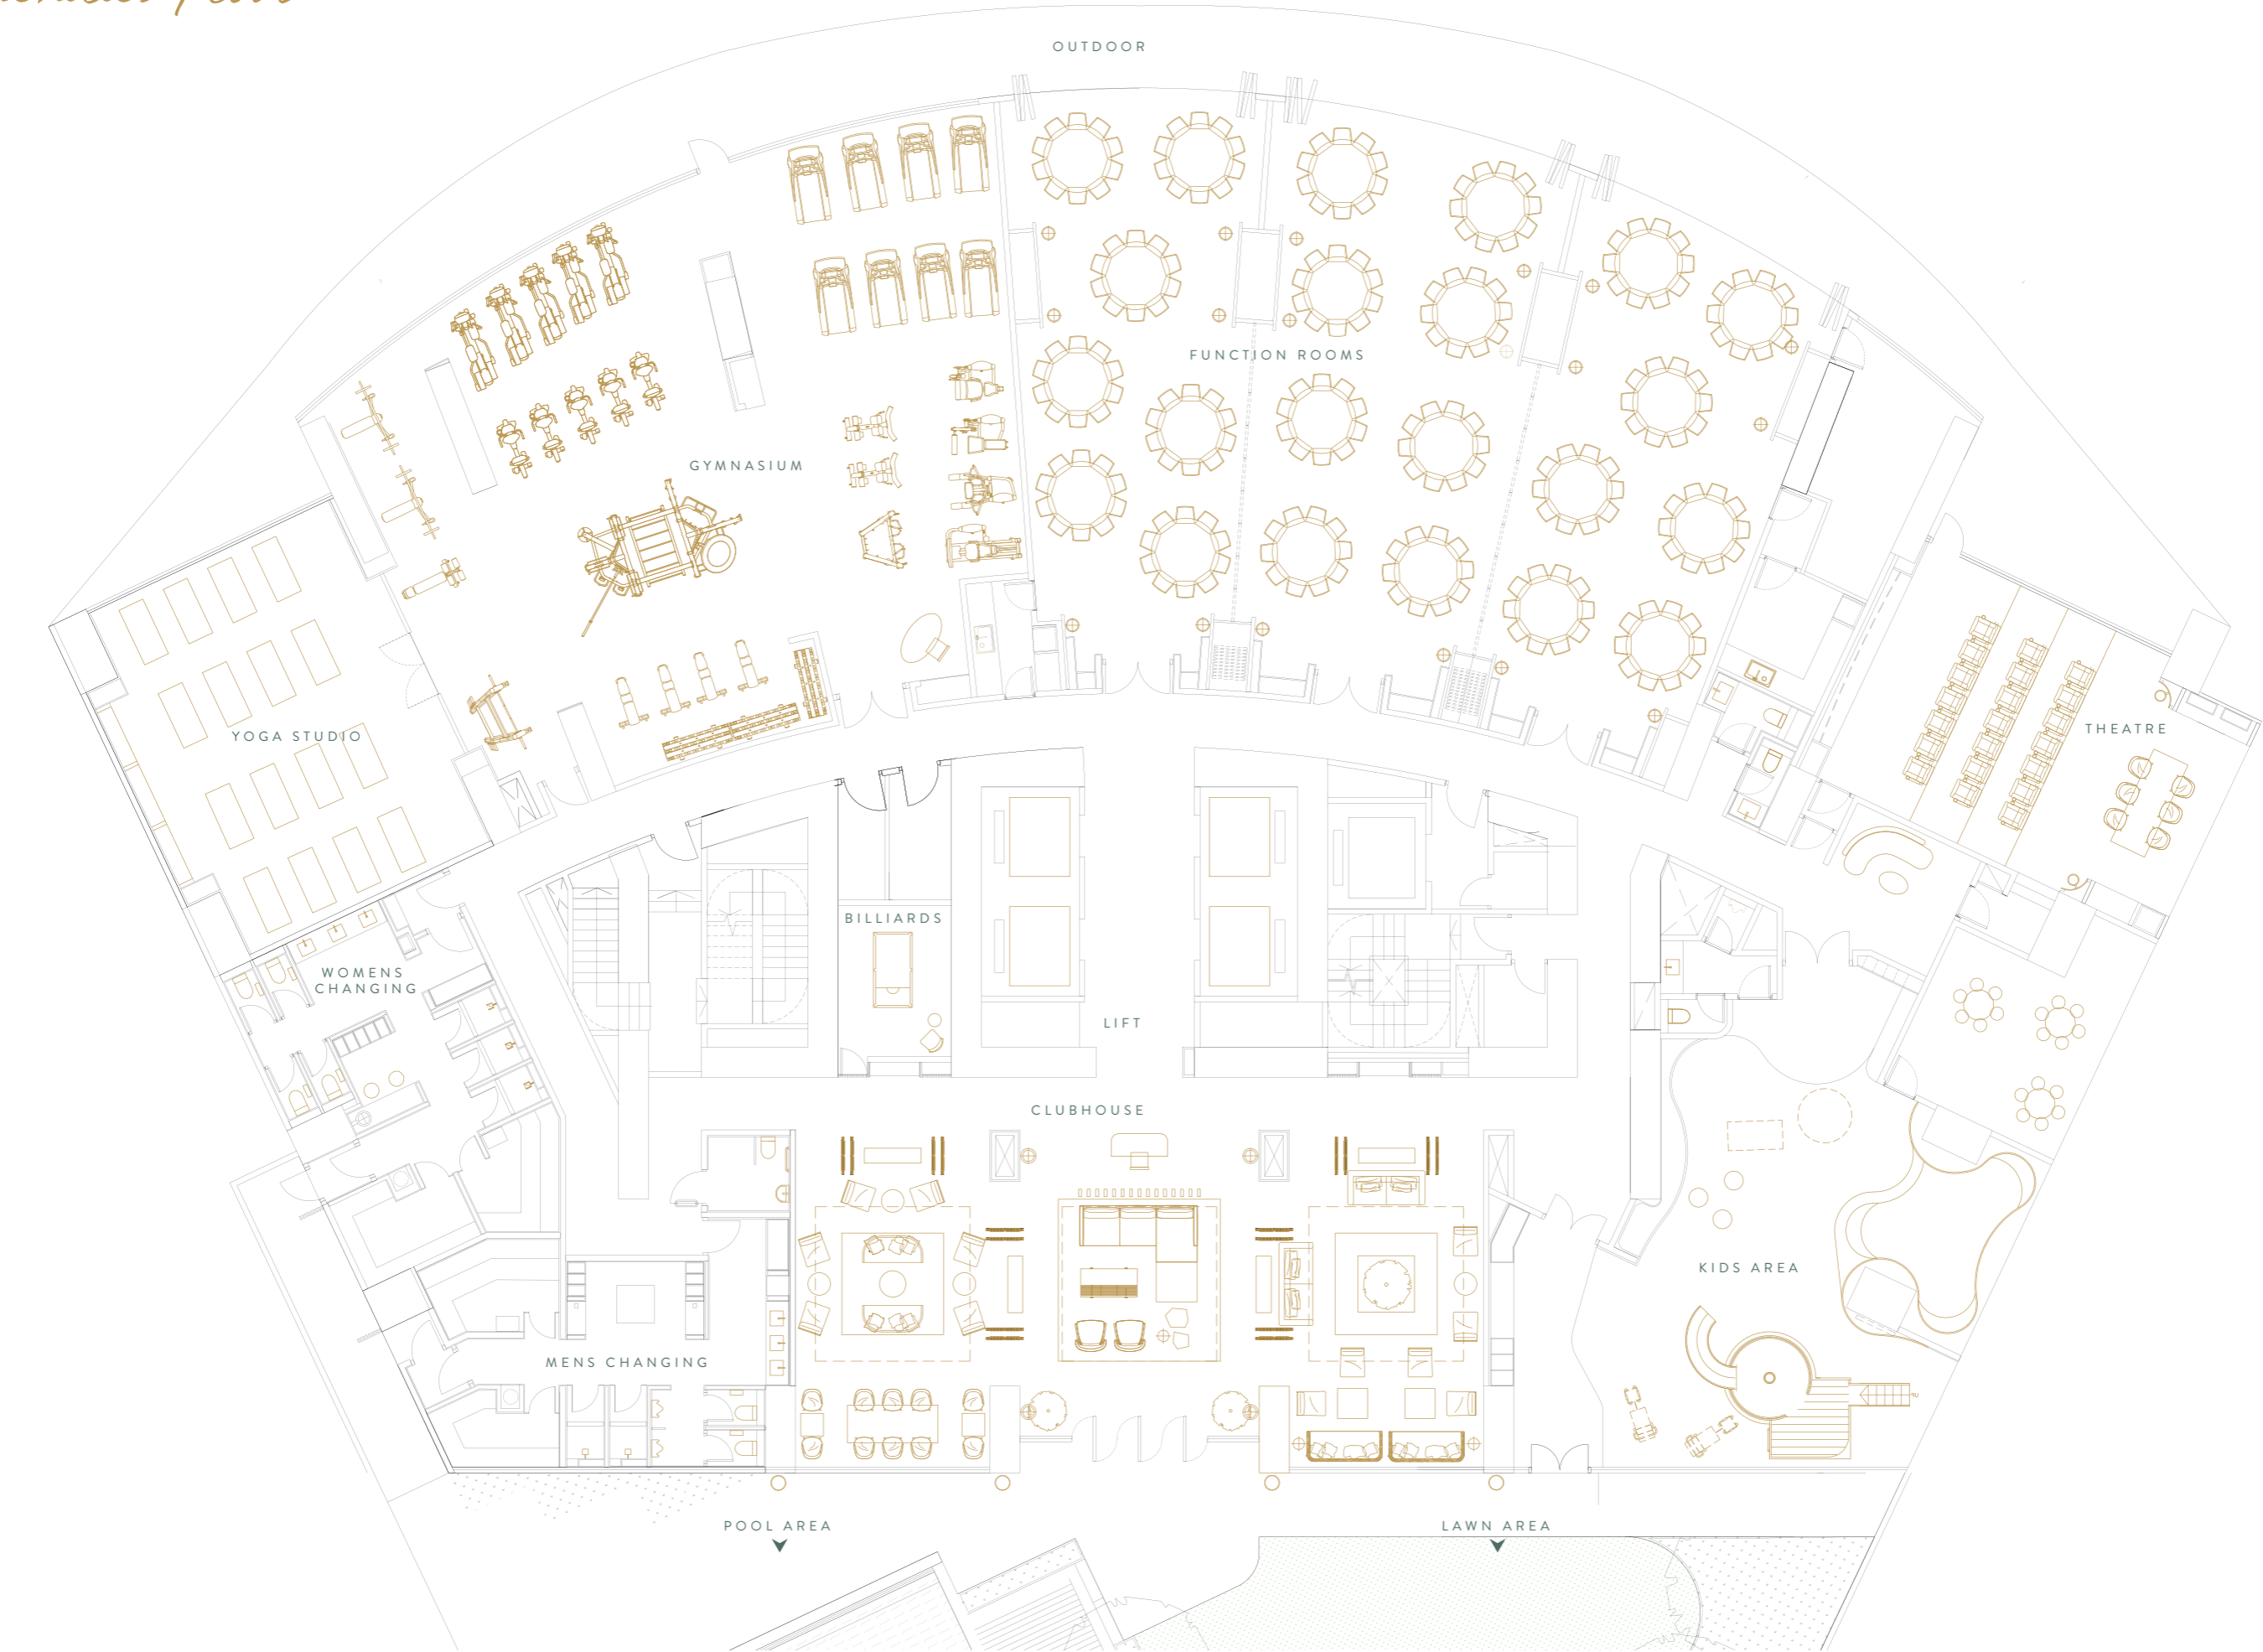 OUTDOOR
FUNCTION ROOMS
GYMNASIUM
YOGA STUDIO
THEATRE
BILLIARDS
WOMENS
CHANGING
LIFT
CLUBHOUSE
KIDS AREA
MENS CHANGING
POOL AREA
LAWN AREA